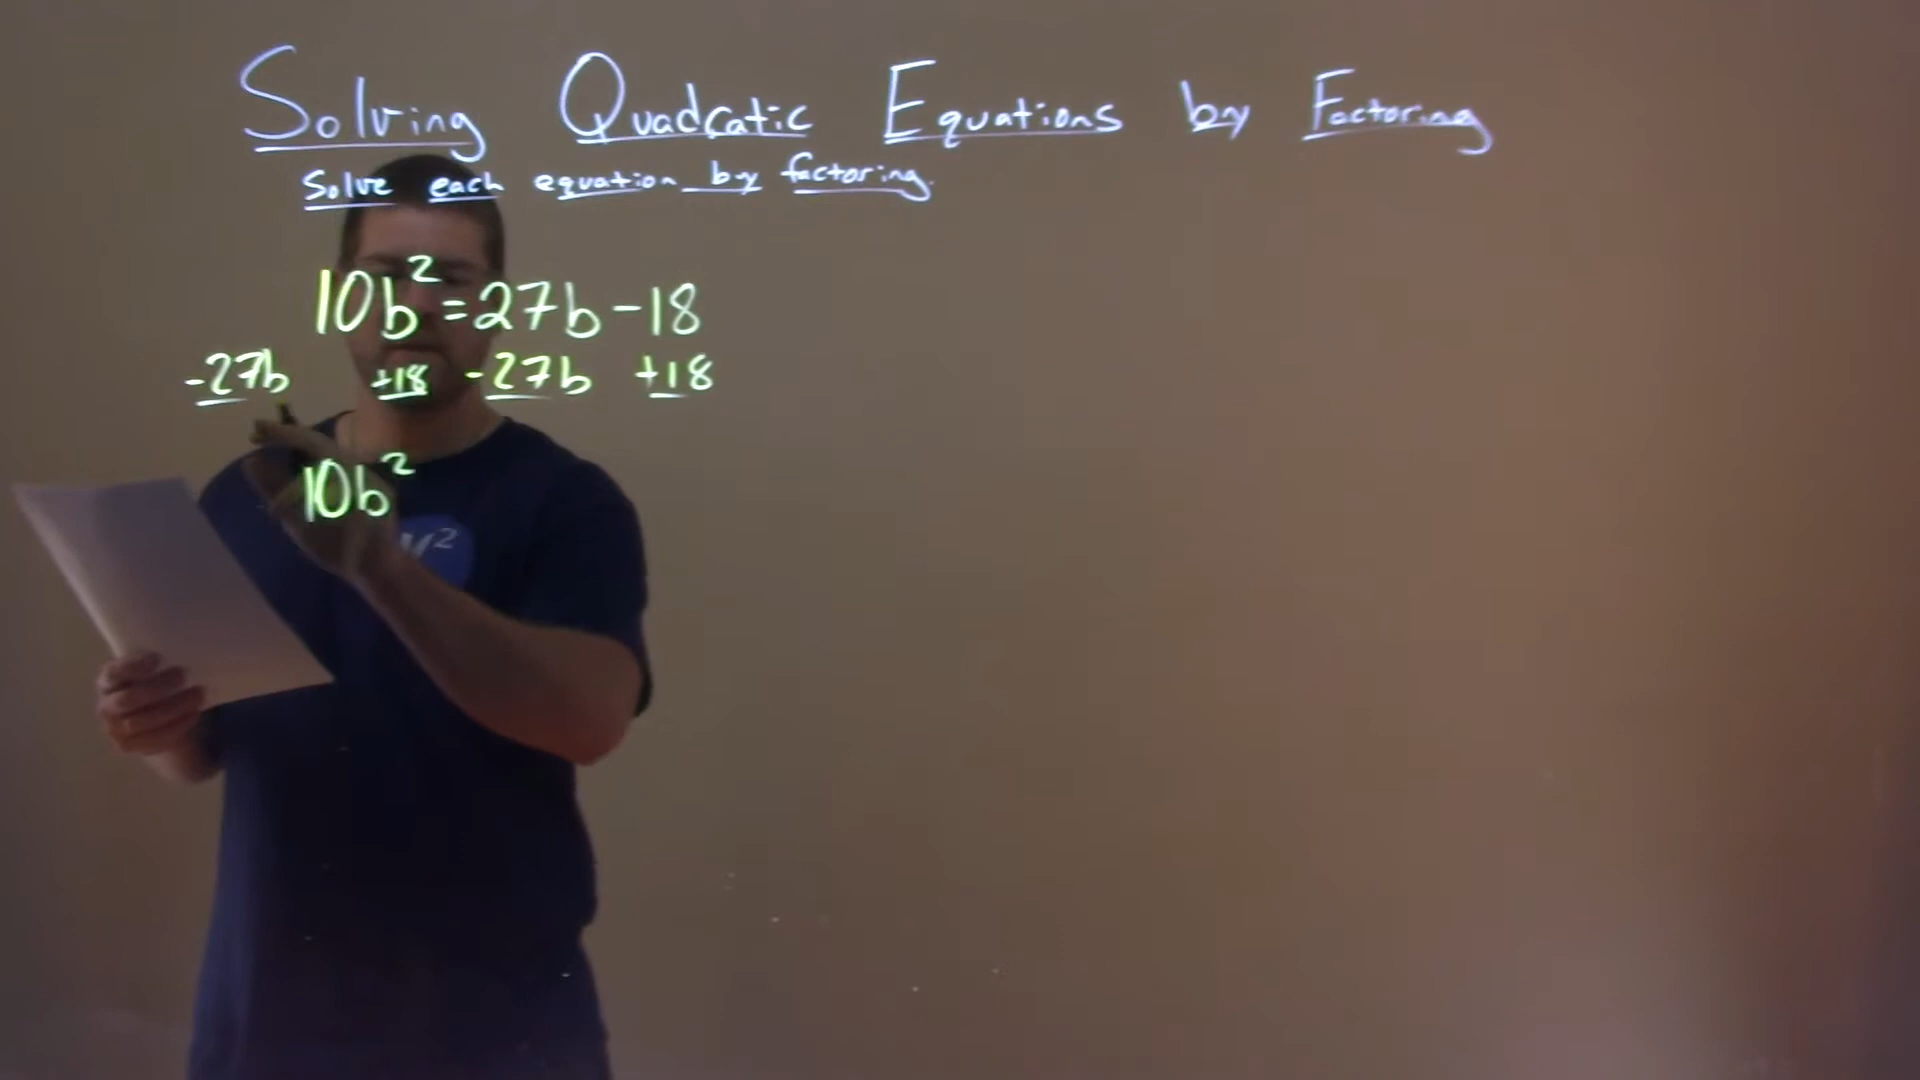 Solving Quadratic Equations by Factoring
Solve each equation by factoring.
10b²=27b-18
-27b +18 -27b +18
10b²